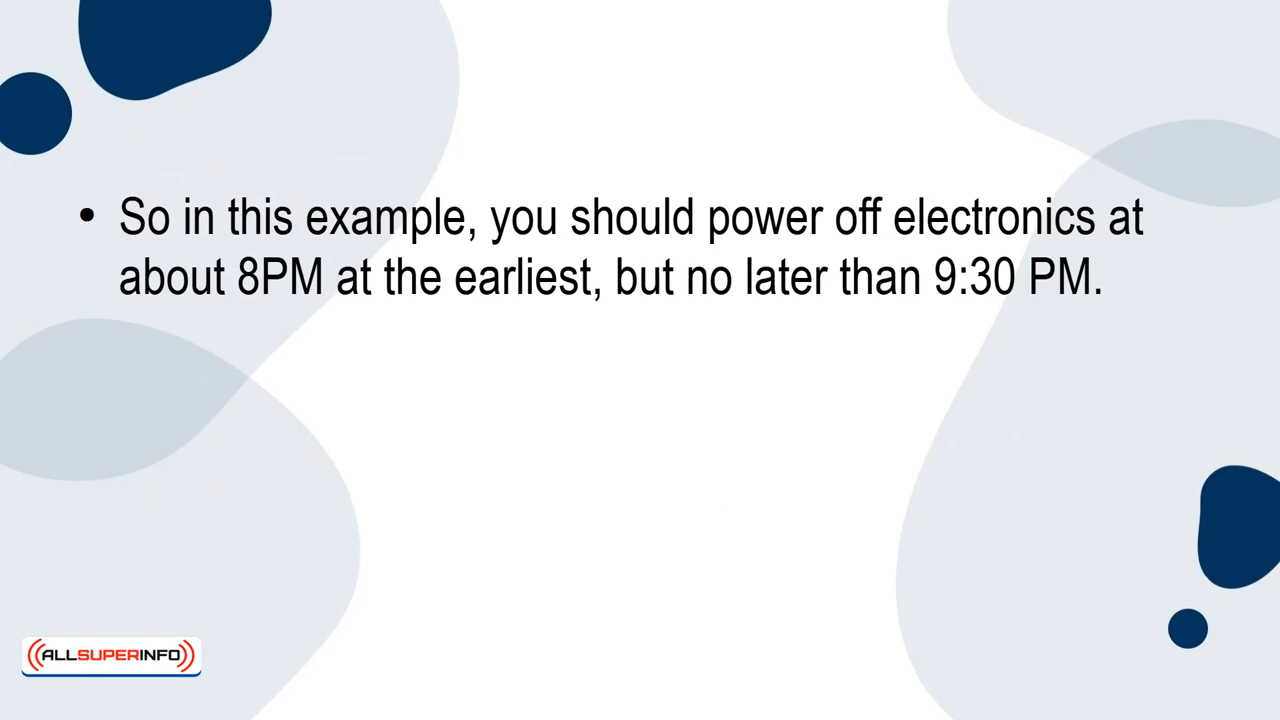 • So in this example, you should power off electronics at
about 8PM at the earliest, but no later than 9:30 PM.
((ALLSUPERINFO))